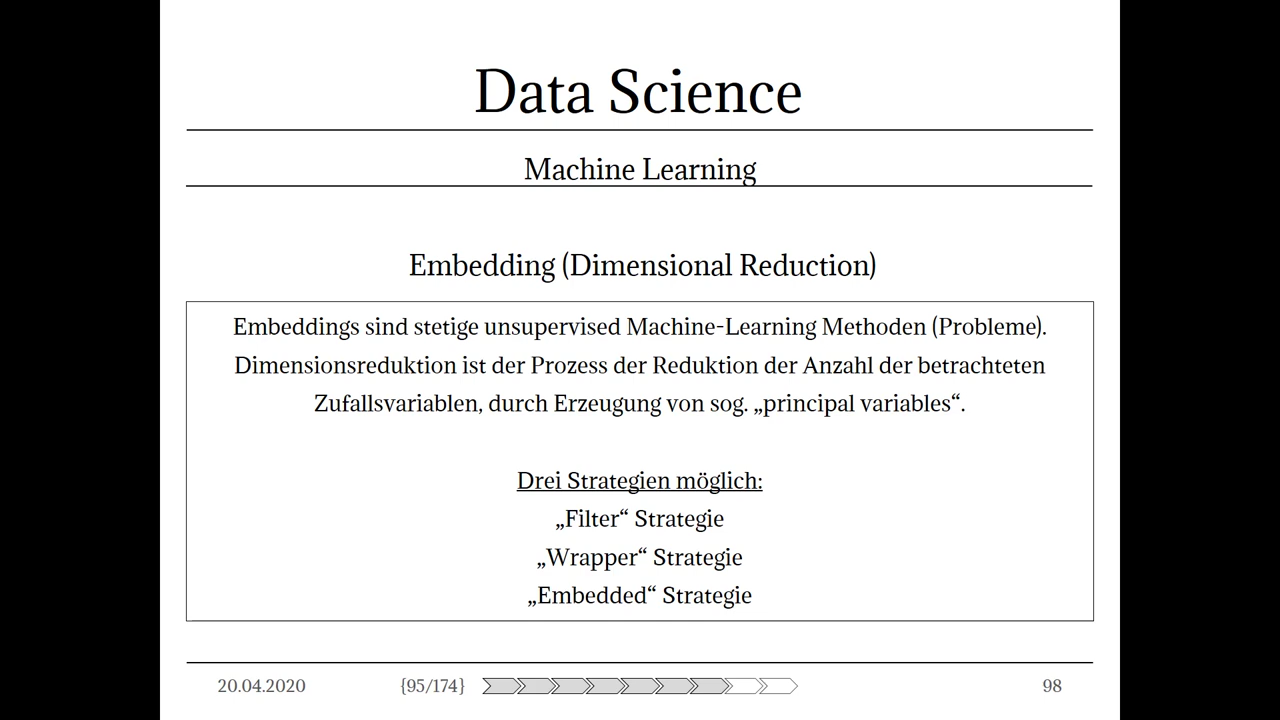 Data Science
Machine Learning
Embedding (Dimensional Reduction)
Embeddings sind stetige unsupervised Machine-Learning Methoden (Probleme).
Dimensionsreduktion ist der Prozess der Reduktion der Anzahl der betrachteten
Zufallsvariablen, durch Erzeugung von sog. „principal variables“.
Drei Strategien möglich:
„Filter“ Strategie
„Wrapper“ Strategie
„Embedded“ Strategie
20.04.2020 {95/174} 98